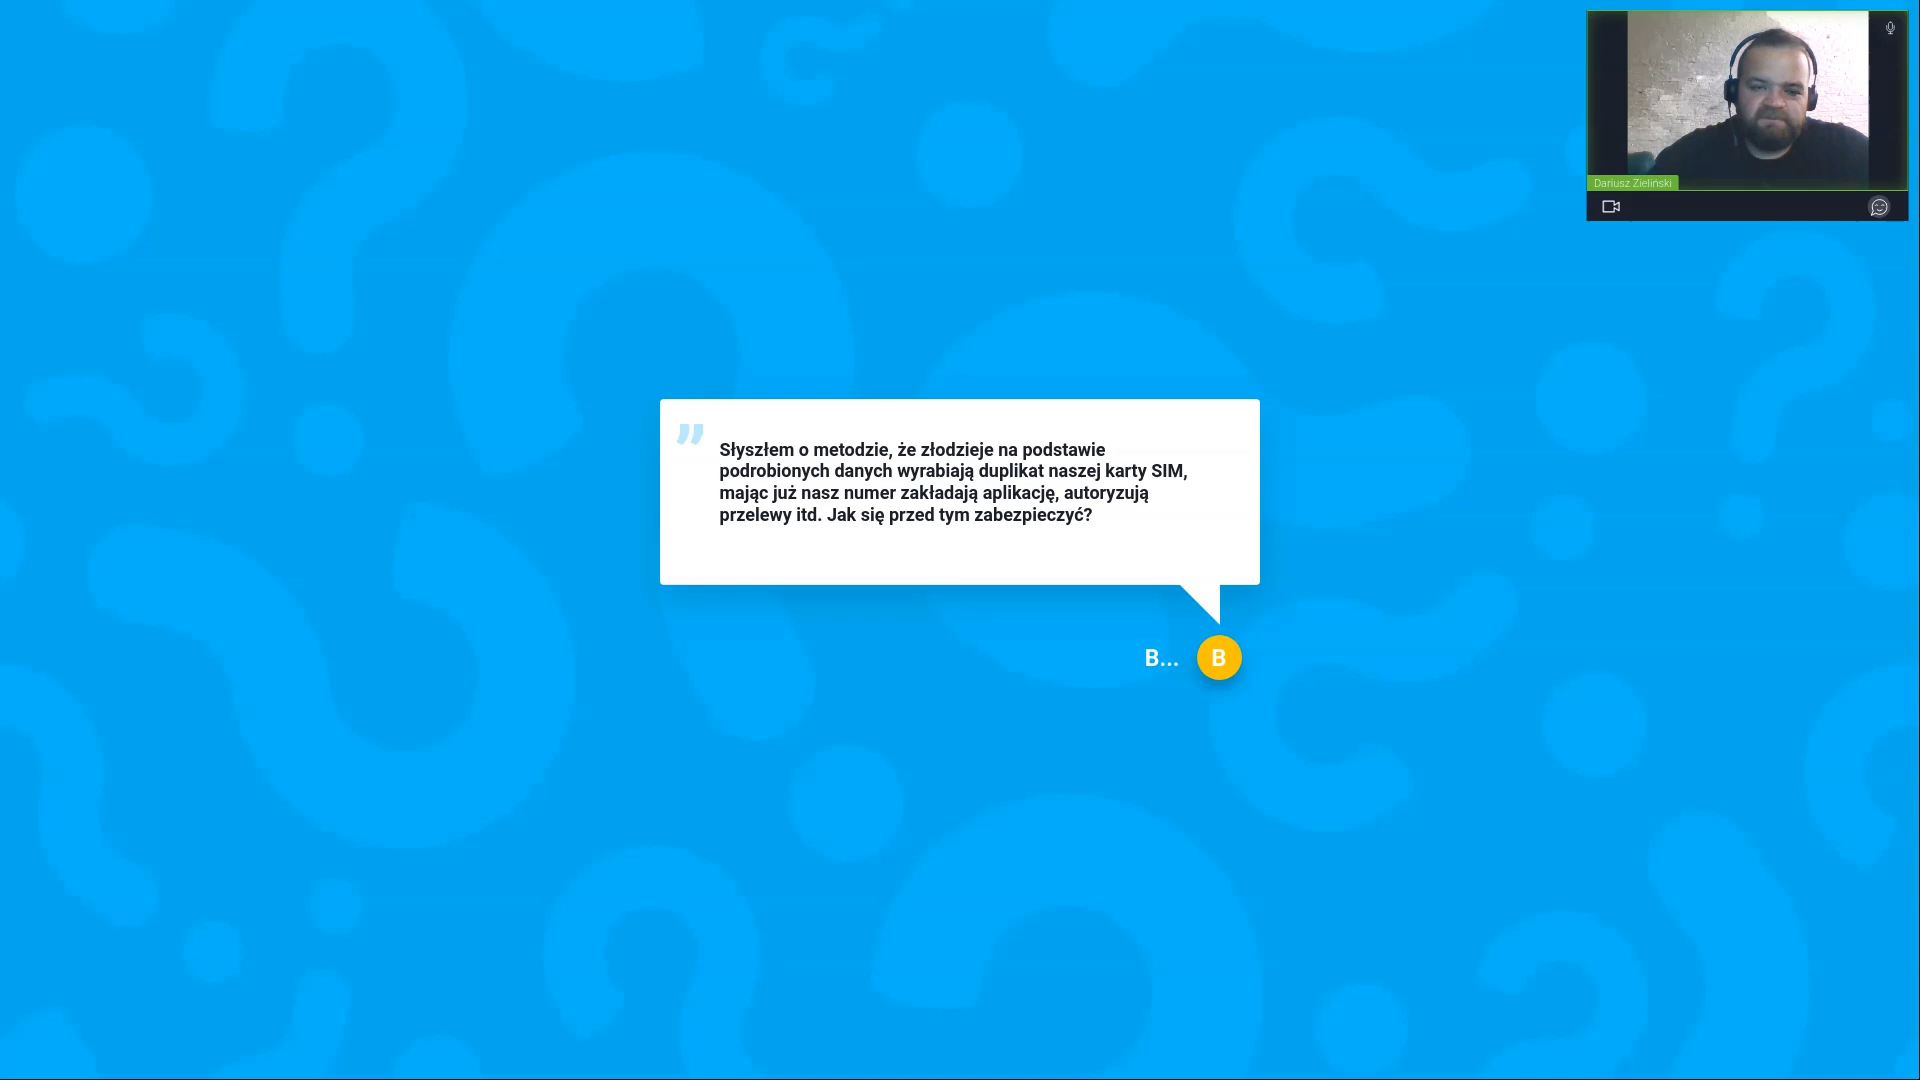 Dariusz Zieliński
” Słyszłem o metodzie, że złodzieje na podstawie
podrobionych danych wyrabiają duplikat naszej karty SIM,
mając już nasz numer zakładają aplikację, autoryzują
przelewy itd. Jak się przed tym zabezpieczyć?
B... B